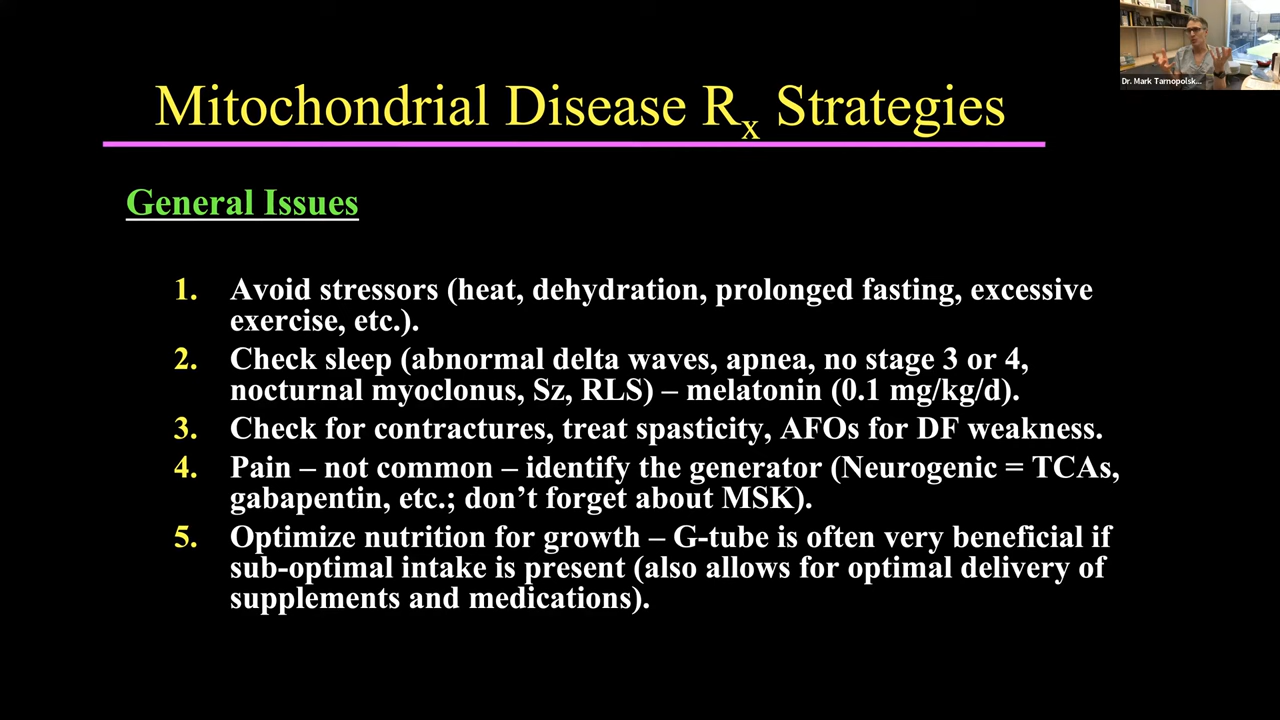 Dr. Mark Tarnopolsk...
Mitochondrial Disease Rx Strategies
General Issues
1. Avoid stressors (heat, dehydration, prolonged fasting, excessive
exercise, etc.).
2. Check sleep (abnormal delta waves, apnea, no stage 3 or 4,
nocturnal myoclonus, Sz, RLS) – melatonin (0.1 mg/kg/d).
3. Check for contractures, treat spasticity, AFOs for DF weakness.
4. Pain – not common – identify the generator (Neurogenic = TCAs,
gabapentin, etc.; don’t forget about MSK).
5. Optimize nutrition for growth – G-tube is often very beneficial if
sub-optimal intake is present (also allows for optimal delivery of
supplements and medications).